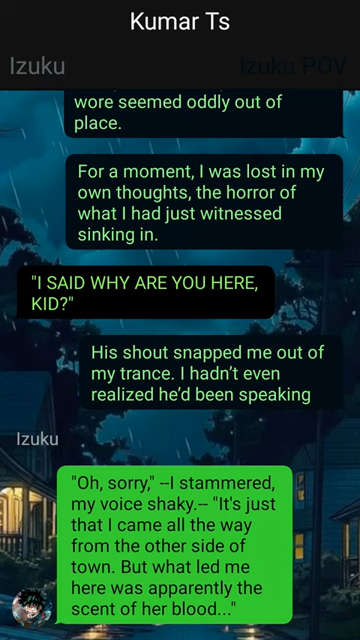 Kumar Ts
Izuku
Izuku POV
wore seemed oddly out of
place.
For a moment, I was lost in my
own thoughts, the horror of
what I had just witnessed
sinking in.
"I SAID WHY ARE YOU HERE,
KID?"
His shout snapped me out of
my trance. I hadn’t even
realized he’d been speaking
Izuku
"Oh, sorry," --I stammered,
my voice shaky.-- "It's just
that I came all the way
from the other side of
town. But what led me
here was apparently the
scent of her blood..."